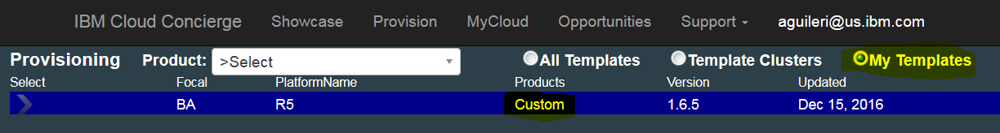 IBM Cloud Concierge Showcase Provision MyCloud Opportunities Support aguileri@us.ibm.com
Provisioning Product: >Select All Templates Template Clusters My Templates
Select Focal PlatformName Products Version Updated
BA R5 Custom 1.6.5 Dec 15, 2016